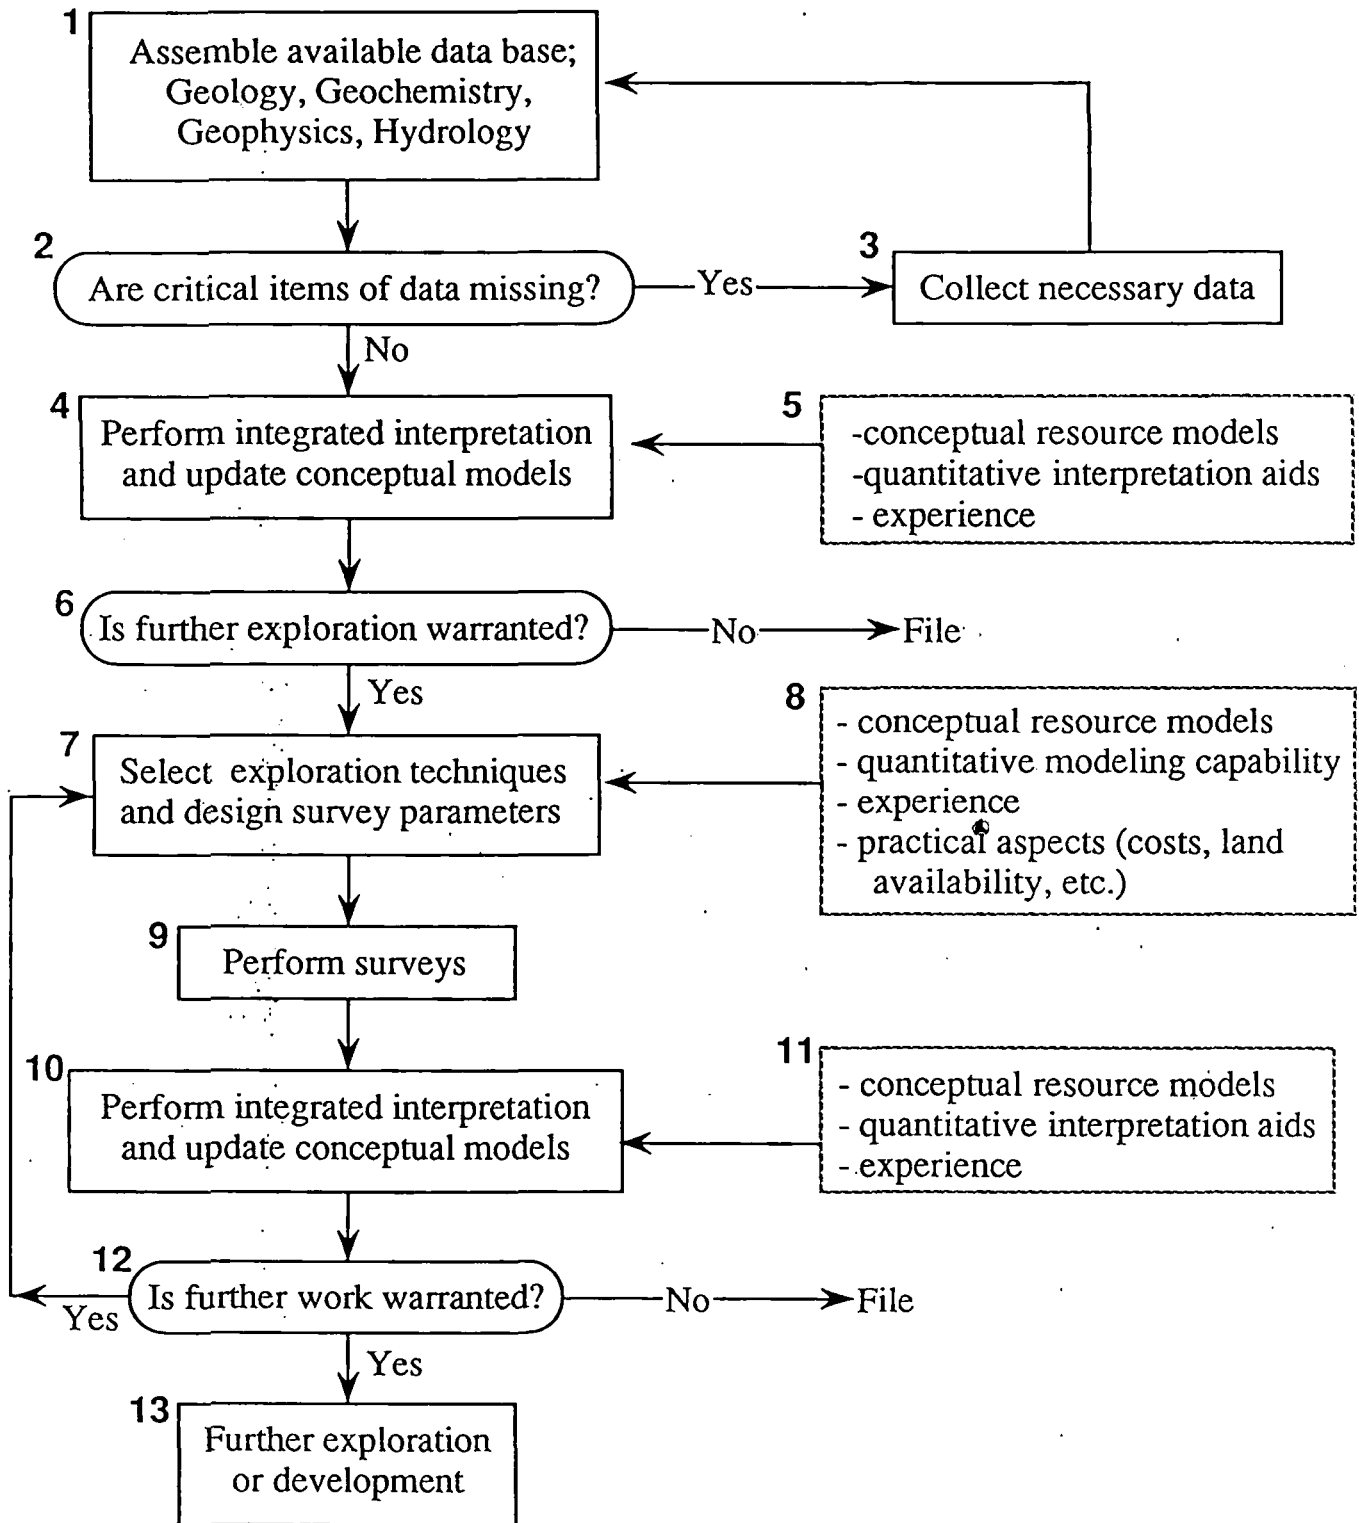 1
Assemble available data base;
Geology, Geochemistry,
Geophysics, Hydrology
2
Are critical items of data missing?
Yes
3
Collect necessary data
No
4
Perform integrated interpretation
and update conceptual models
5
-conceptual resource models
-quantitative interpretation aids
- experience
6
Is further exploration warranted?
No
File
Yes
7
Select exploration techniques
and design survey parameters
8
- conceptual resource models
- quantitative modeling capability
- experience
- practical aspects (costs, land
availability, etc.)
9
Perform surveys
10
Perform integrated interpretation
and update conceptual models
11
- conceptual resource models
- quantitative interpretation aids
- experience
12
Is further work warranted?
No
File
Yes
Yes
13
Further exploration
or development